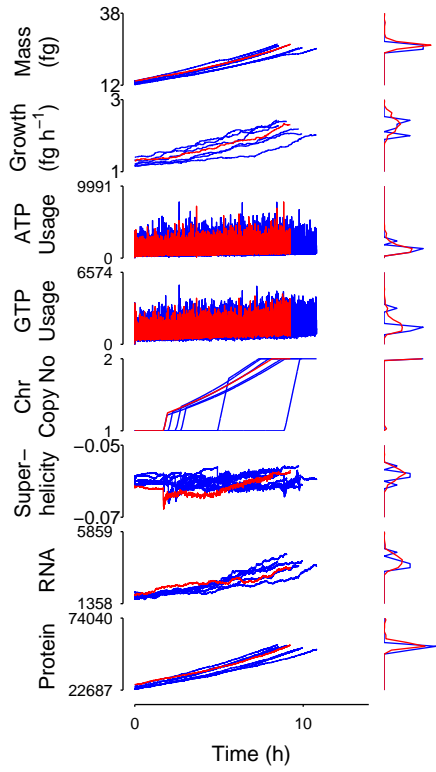 38
Mass
(fg)
12
3
Growth
(fg h⁻¹)
1
9991
ATP
Usage
0
6574
GTP
Usage
0
2
Chr
Copy No
1
−0.05
Super−
helicity
−0.07
5859
RNA
1358
74040
Protein
22687
0 10
Time (h)